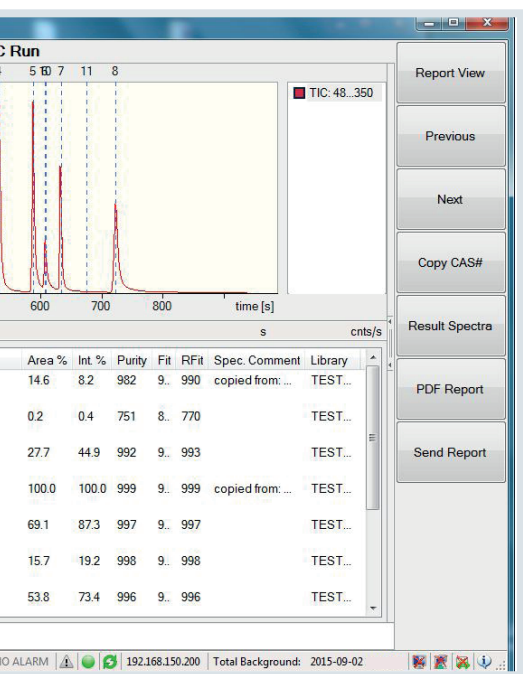 C Run
5 6 10 7 11 8
TIC: 48...350
600 700 800 time [s]
s cnts/s
Area % Int. % Purity Fit RFit Spec. Comment Library
14.6 8.2 982 9.. 990 copied from: ... TEST...
0.2 0.4 751 8.. 770 TEST...
27.7 44.9 992 9.. 993 TEST...
100.0 100.0 999 9.. 999 copied from: ... TEST...
69.1 87.3 997 9.. 997 TEST...
15.7 19.2 998 9.. 998 TEST...
53.8 73.4 996 9.. 996 TEST...
Report View
Previous
Next
Copy CAS#
Result Spectra
PDF Report
Send Report
IO ALARM 192.168.150.200 Total Background: 2015-09-02